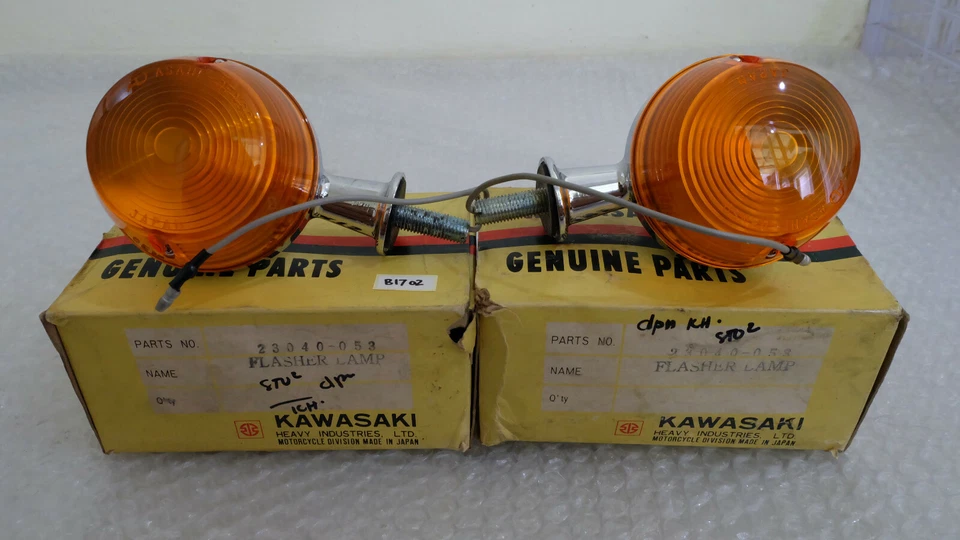 GENUINE PARTS
B1702
PARTS NO. 23040-053
NAME FLASHER LAMP
Q'ty
KAWASAKI
HEAVY INDUSTRIES, LTD.
MOTORCYCLE DIVISION MADE IN JAPAN
GENUINE PARTS
dpn KH.
PARTS NO. 23040-053
NAME FLASHER LAMP
Q'ty
KAWASAKI
HEAVY INDUSTRIES, LTD.
MOTORCYCLE DIVISION MADE IN JAPAN